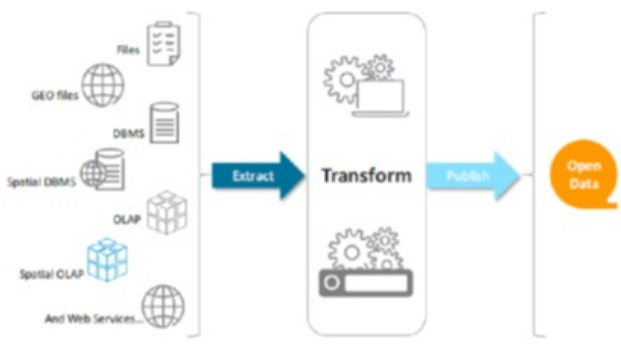 Files
GEO files
DBMS
Spatial DBMS
OLAP
Spatial OLAP
And Web Services...
Extract
Transform
Publish
Open
Data